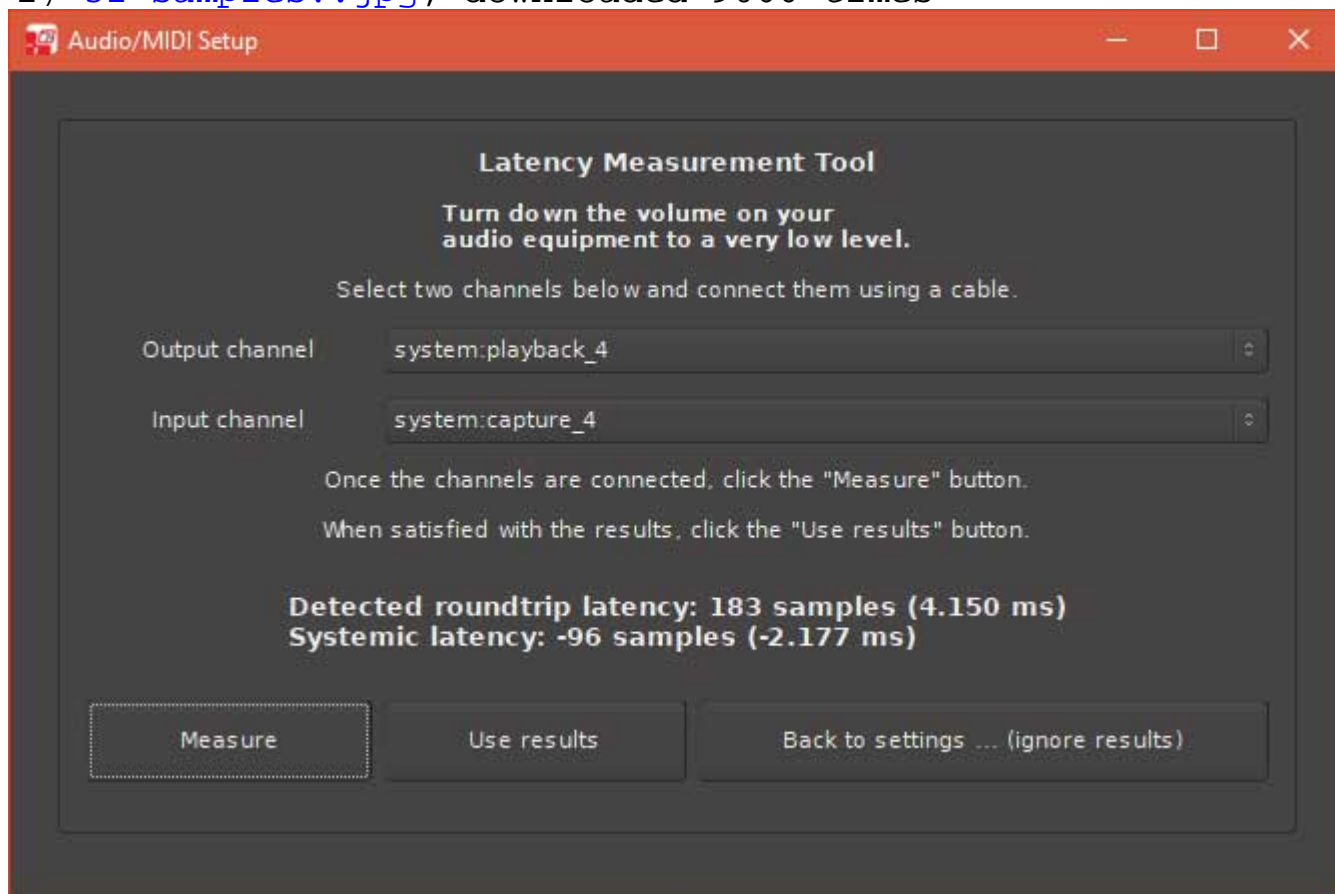 Audio/MIDI Setup
Latency Measurement Tool
Turn down the volume on your
audio equipment to a very low level.
Select two channels below and connect them using a cable.
Output channel system:playback_4
Input channel system:capture_4
Once the channels are connected, click the "Measure" button.
When satisfied with the results, click the "Use results" button.
Detected roundtrip latency: 183 samples (4.150 ms)
Systemic latency: -96 samples (-2.177 ms)
Measure Use results Back to settings ... (ignore results)